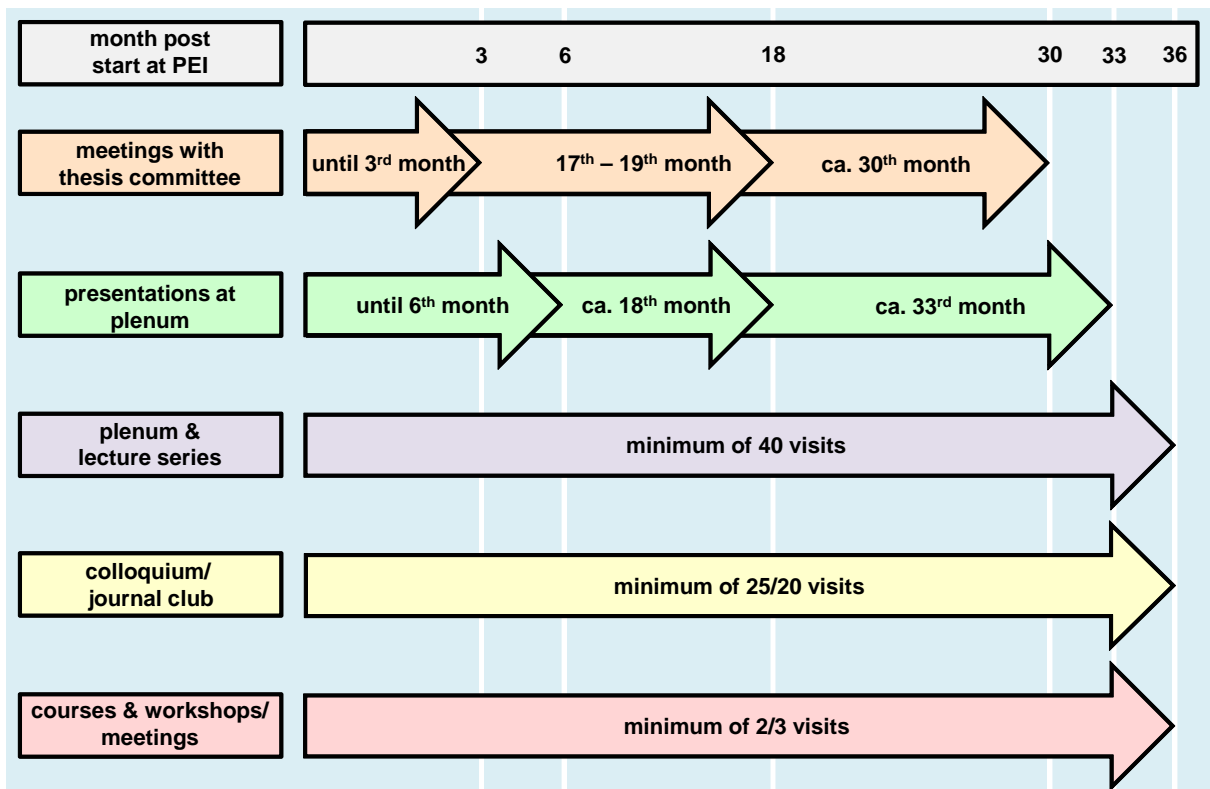 month post
start at PEI
3 6 18 30 33 36
meetings with
thesis committee
until 3rd month 17th – 19th month ca. 30th month
presentations at
plenum
until 6th month ca. 18th month ca. 33rd month
plenum &
lecture series
minimum of 40 visits
colloquium/
journal club
minimum of 25/20 visits
courses & workshops/
meetings
minimum of 2/3 visits